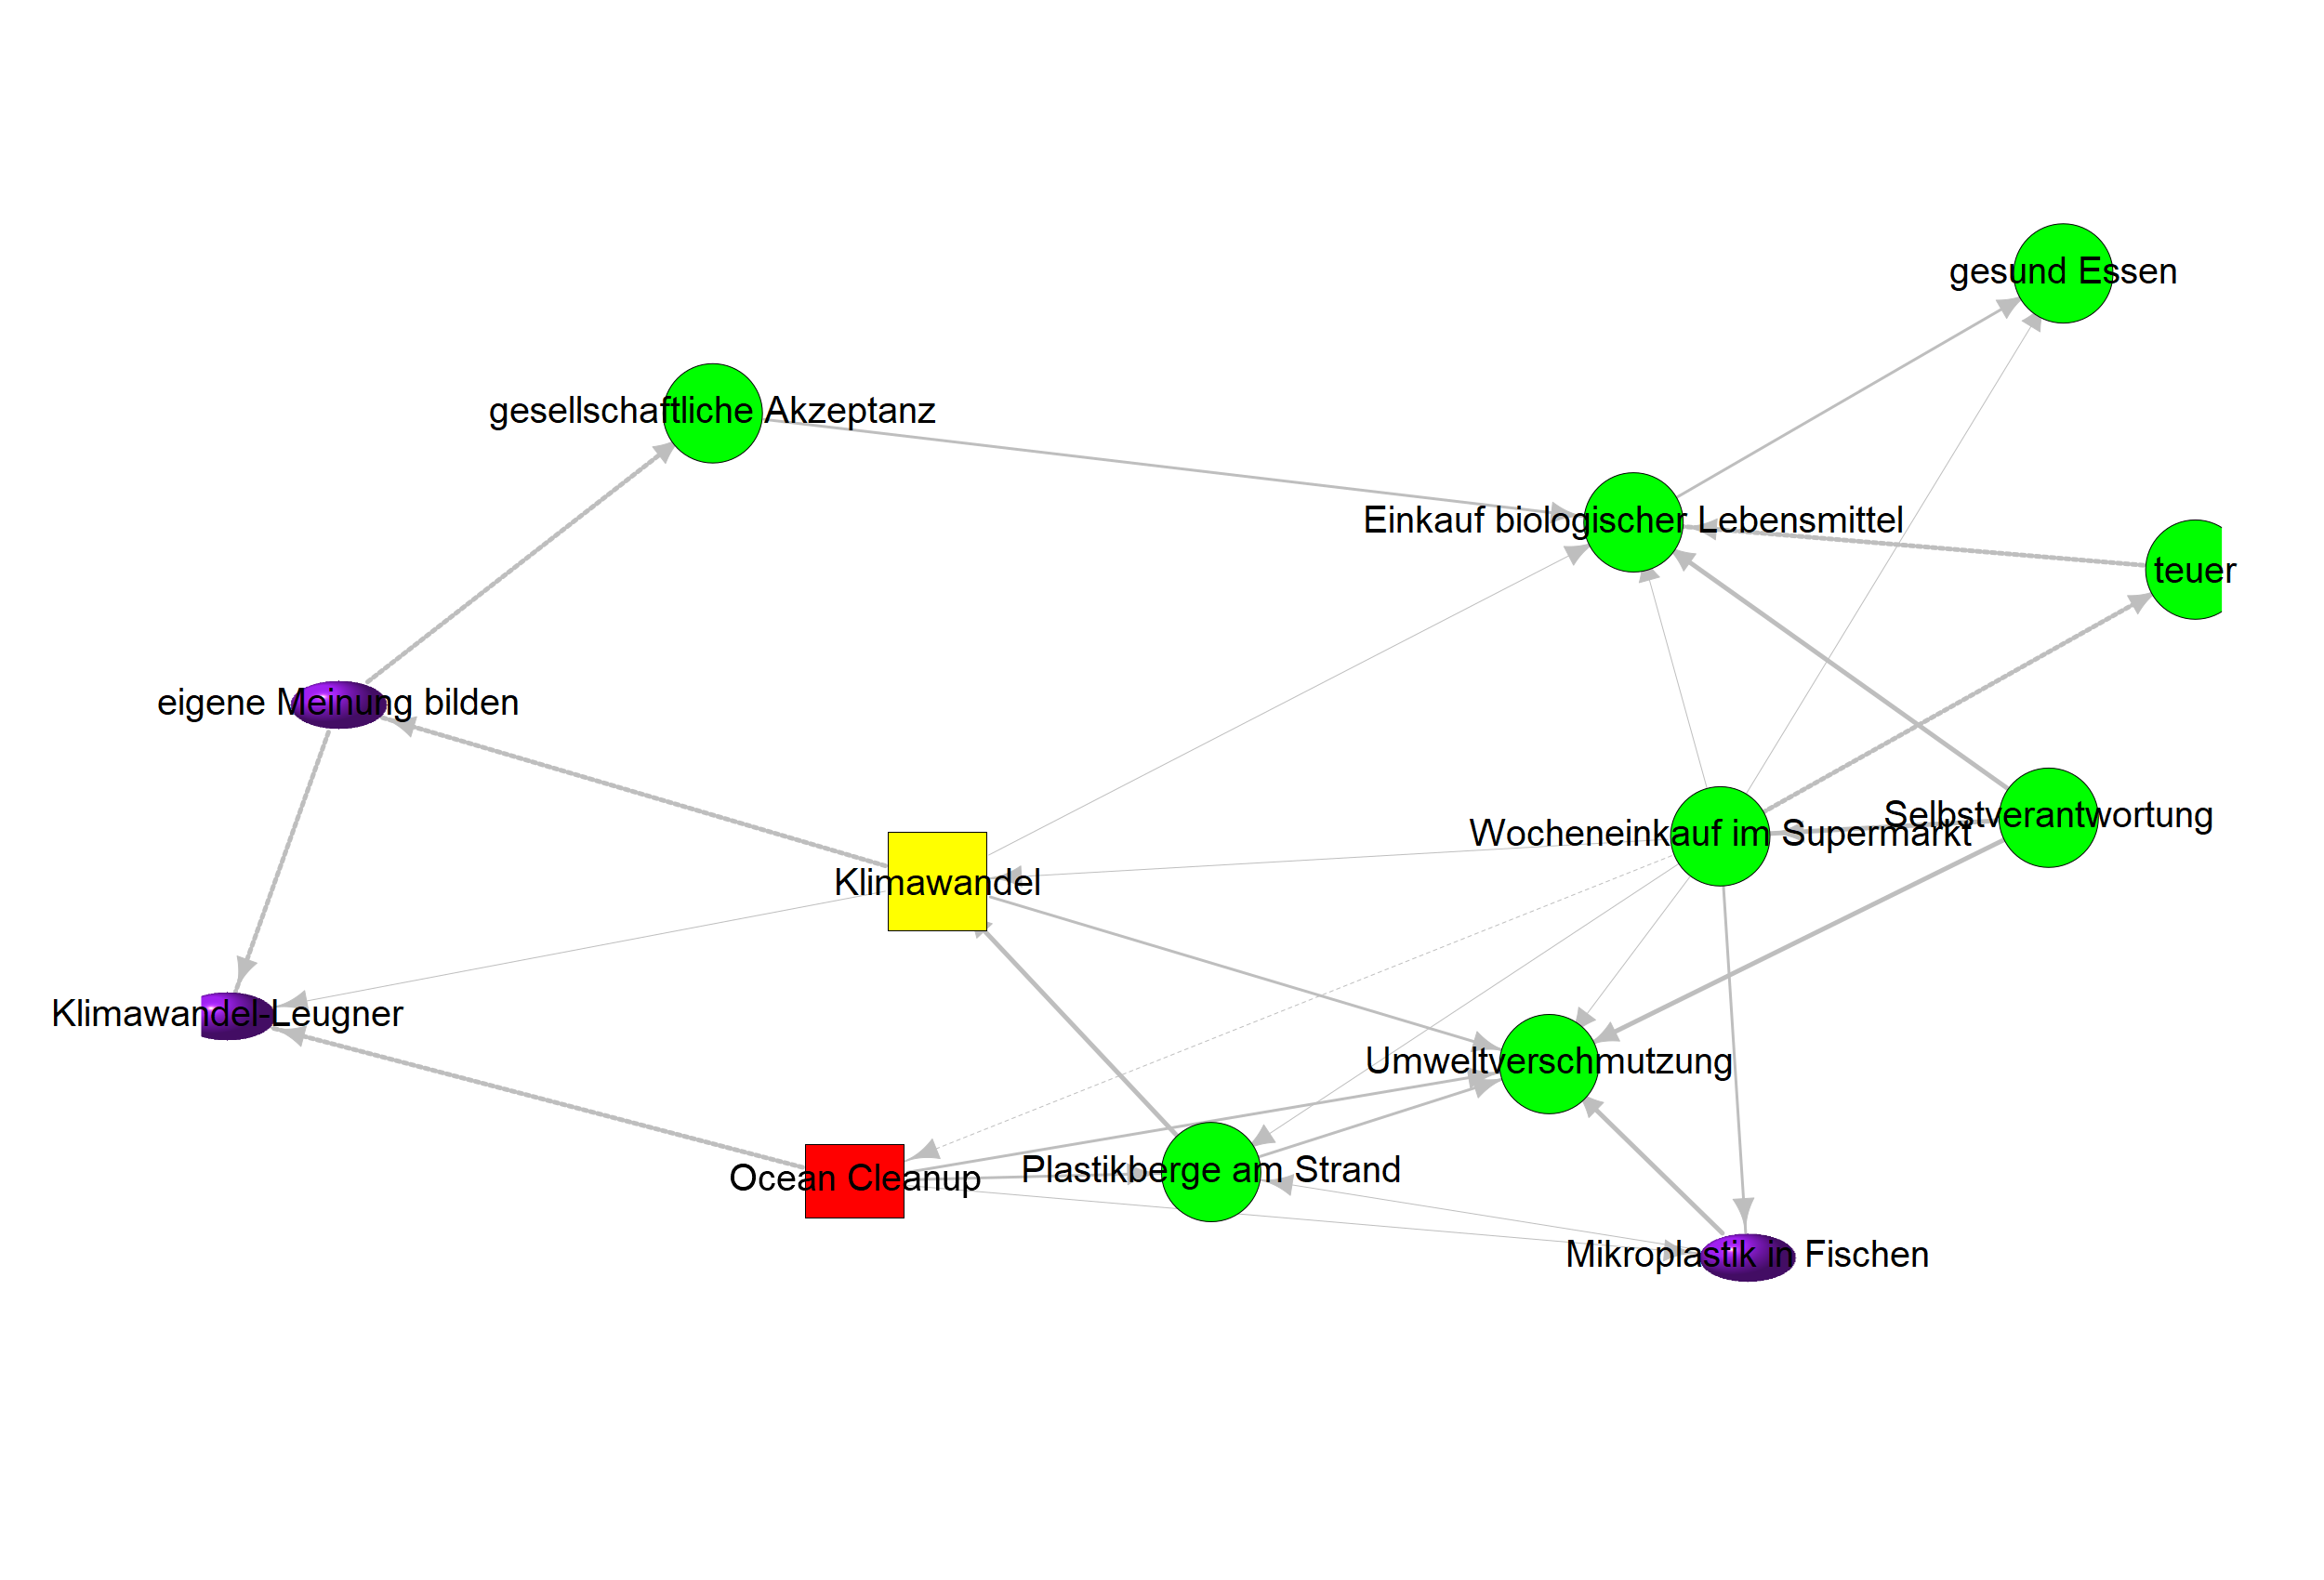 gesund Essen
gesellschaftliche Akzeptanz
Einkauf biologischer Lebensmittel
teuer
eigene Meinung bilden
Selbstverantwortung
Wocheneinkauf im Supermarkt
Klimawandel
Klimawandel-Leugner
Umweltverschmutzung
Ocean Cleanup
Plastikberge am Strand
Mikroplastik in Fischen